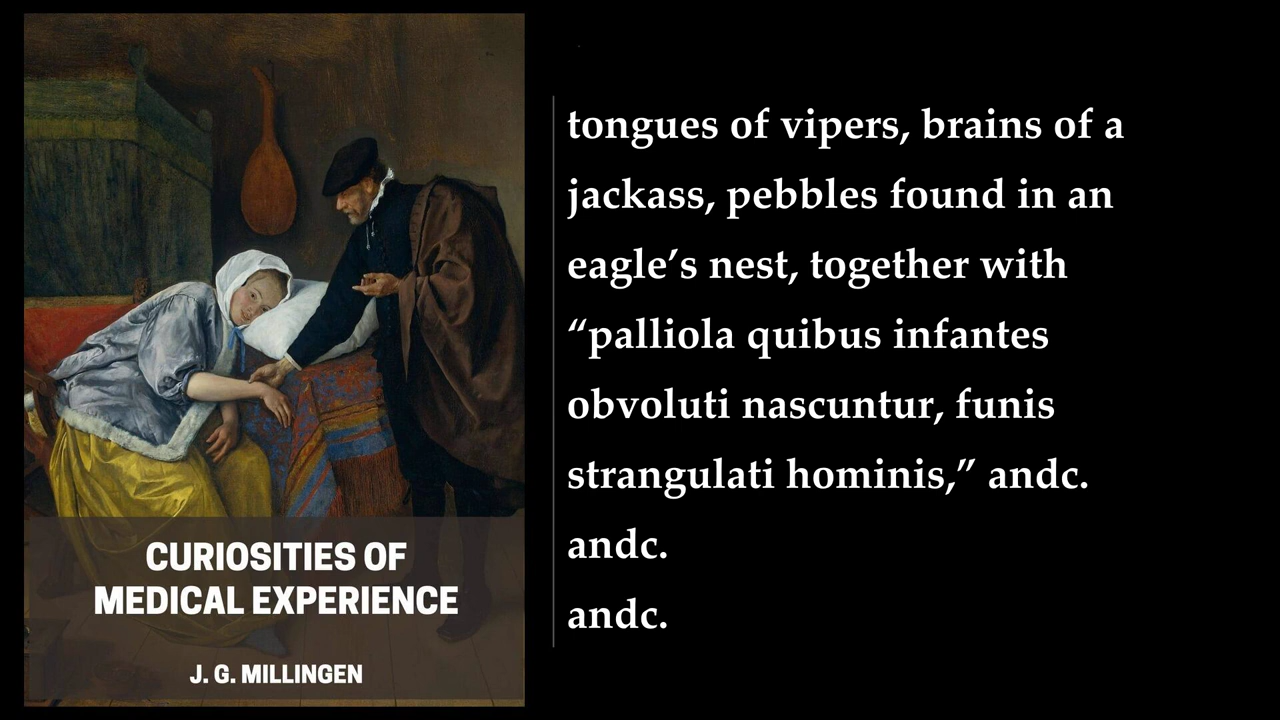 CURIOSITIES OF
MEDICAL EXPERIENCE
J. G. MILLINGEN
tongues of vipers, brains of a
jackass, pebbles found in an
eagle’s nest, together with
“palliola quibus infantes
obvoluti nascuntur, funis
strangulati hominis,” andc.
andc.
andc.